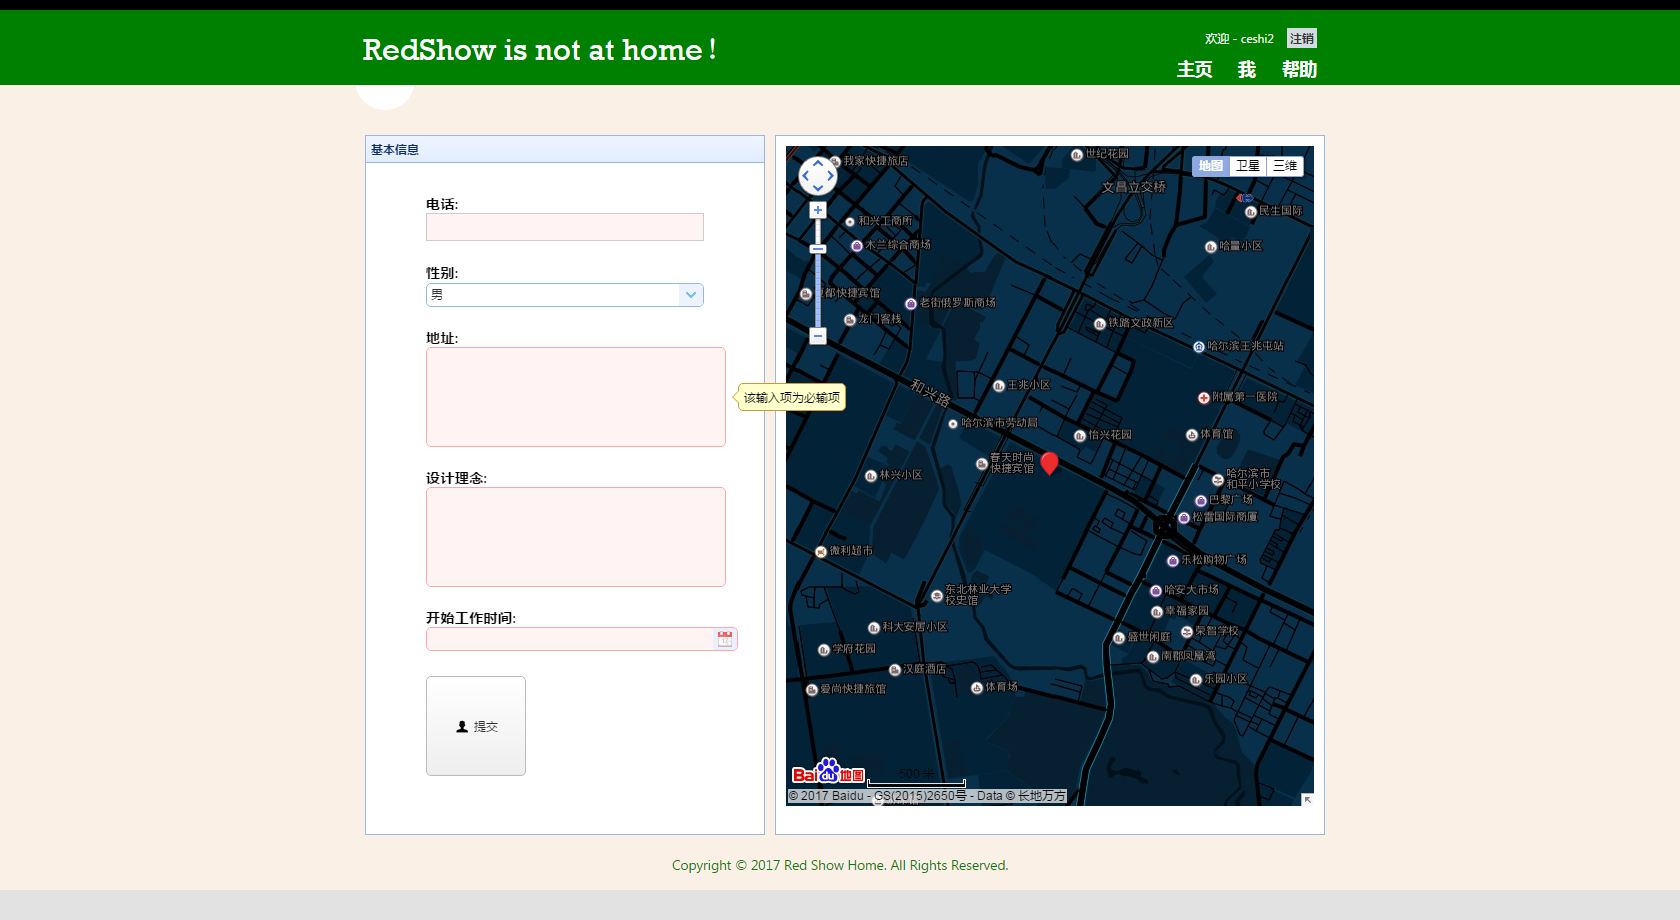 RedShow is not at home!
欢迎 - ceshi2 注销
主页 我 帮助
基本信息
电话:
性别:
男
地址:
该输入项为必输项
设计理念:
开始工作时间:
提交
我家快捷旅店
世纪花园
地图 卫星 三维
文昌立交桥
民生国际
和兴工商所
木兰综合商场
哈量小区
夏都快捷宾馆
老街俄罗斯商场
龙门客栈
铁路文政新区
哈尔滨王兆屯站
和兴路
王兆小区
附属第一医院
哈尔滨市劳动局
怡兴花园
体育馆
春天时尚
快捷宾馆
林兴小区
哈尔滨市
和平小学校
巴黎广场
松雷国际商厦
微利超市
乐松购物广场
东北林业大学
校史馆
哈安大市场
幸福家园
科大安居小区
盛世闲庭
荣智学校
学府花园
南郡凤凰湾
汉庭酒店
乐园小区
爱尚快捷旅馆
体育场
Baidu地图
500 米
© 2017 Baidu - GS(2015)2650号 - Data © 长地万方
Copyright © 2017 Red Show Home. All Rights Reserved.